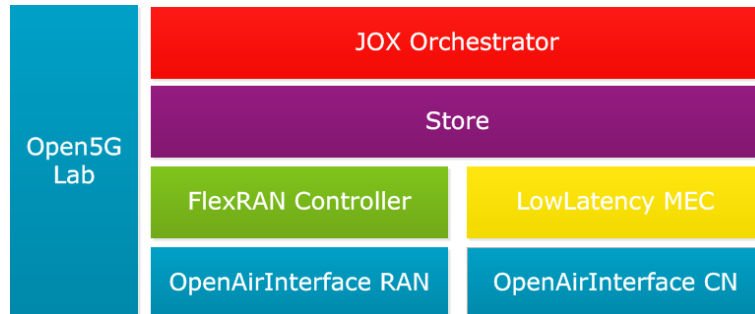 Open5G
Lab
JOX Orchestrator
Store
FlexRAN Controller
LowLatency MEC
OpenAirInterface RAN
OpenAirInterface CN